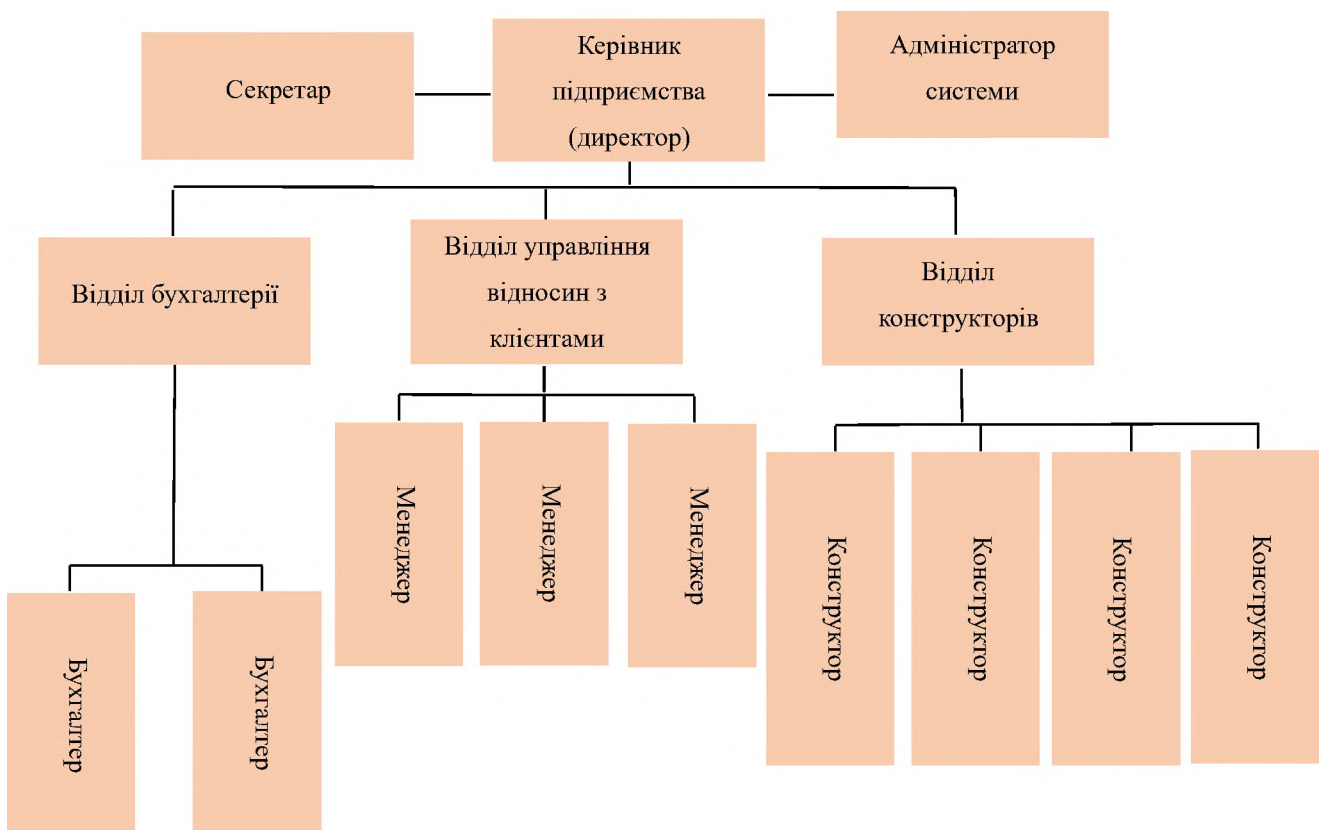 Секретар
Керівник
підприємства
(директор)
Адміністратор
системи
Відділ бухгалтерії
Відділ управління
відносин з
клієнтами
Відділ
конструкторів
Бухгалтер
Бухгалтер
Менеджер
Менеджер
Менеджер
Конструктор
Конструктор
Конструктор
Конструктор